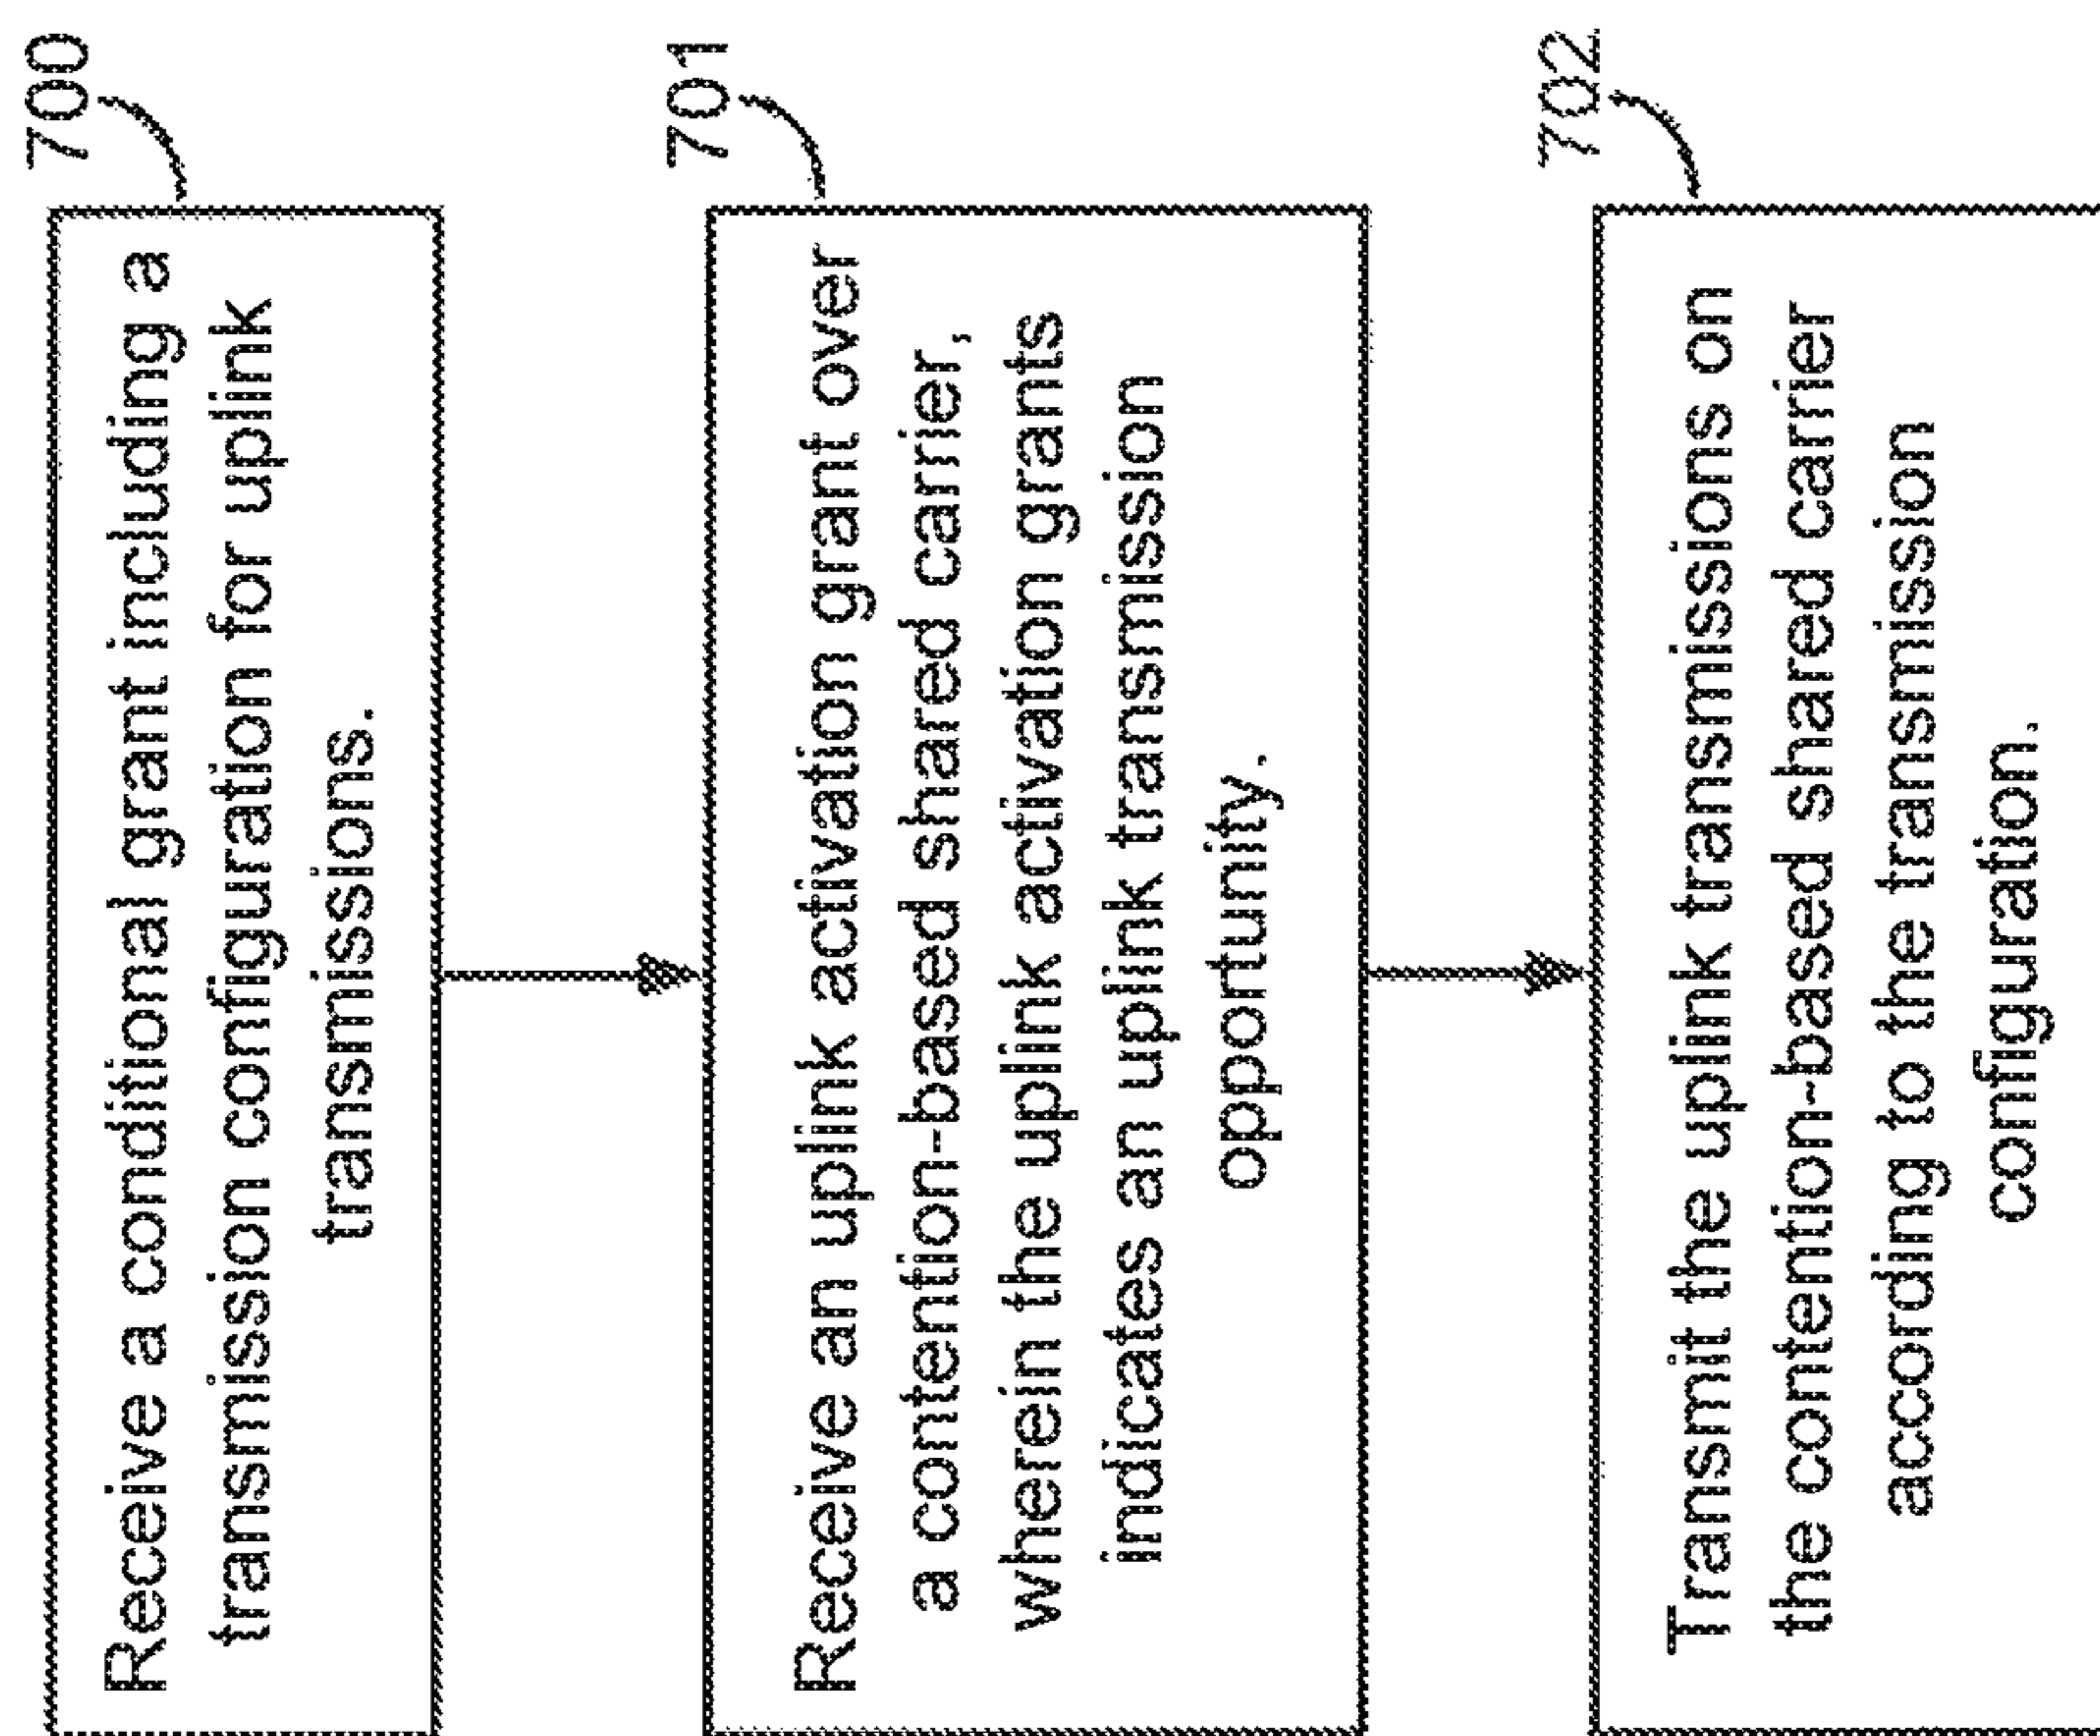 700
Receive a conditional grant including a
transmission configuration for uplink
transmissions.
701
Receive an uplink activation grant over
a contention-based shared carrier,
wherein the uplink activation grants
indicates an uplink transmission
opportunity.
702
Transmit the uplink transmissions on
the contention-based shared carrier
according to the transmission
configuration.